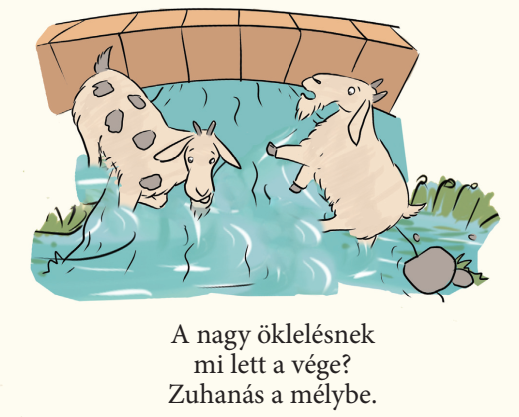 A nagy öklelésnek
mi lett a vége?
Zuhanás a mélybe.